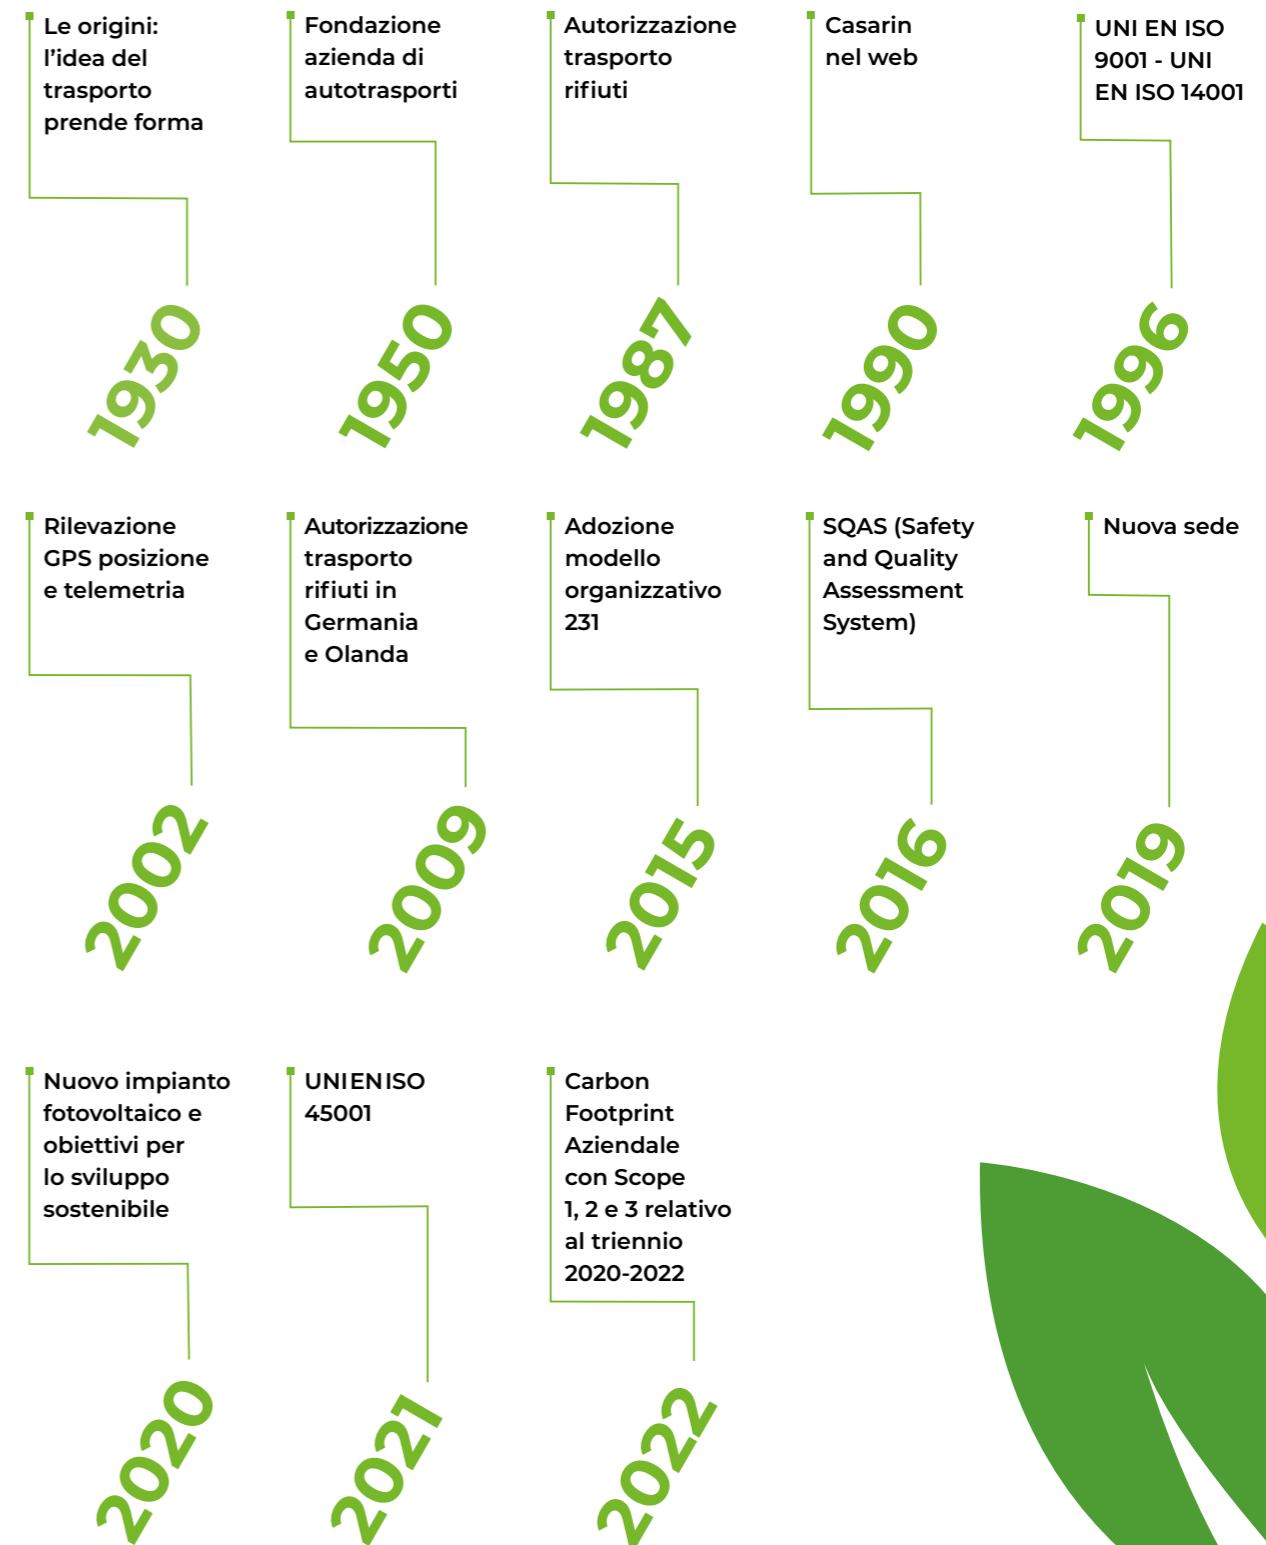 Le origini:
l’idea del
trasporto
prende forma
1930
Fondazione
azienda di
autotrasporti
1950
Autorizzazione
trasporto
rifiuti
1987
Casarin
nel web
1990
UNI EN ISO
9001 - UNI
EN ISO 14001
1996
Rilevazione
GPS posizione
e telemetria
2002
Autorizzazione
trasporto
rifiuti in
Germania
e Olanda
2009
Adozione
modello
organizzativo
231
2015
SQAS (Safety
and Quality
Assessment
System)
2016
Nuova sede
2019
Nuovo impianto
fotovoltaico e
obiettivi per
lo sviluppo
sostenibile
2020
UNI EN ISO
45001
2021
Carbon
Footprint
Aziendale
con Scope
1, 2 e 3 relativo
al triennio
2020-2022
2022